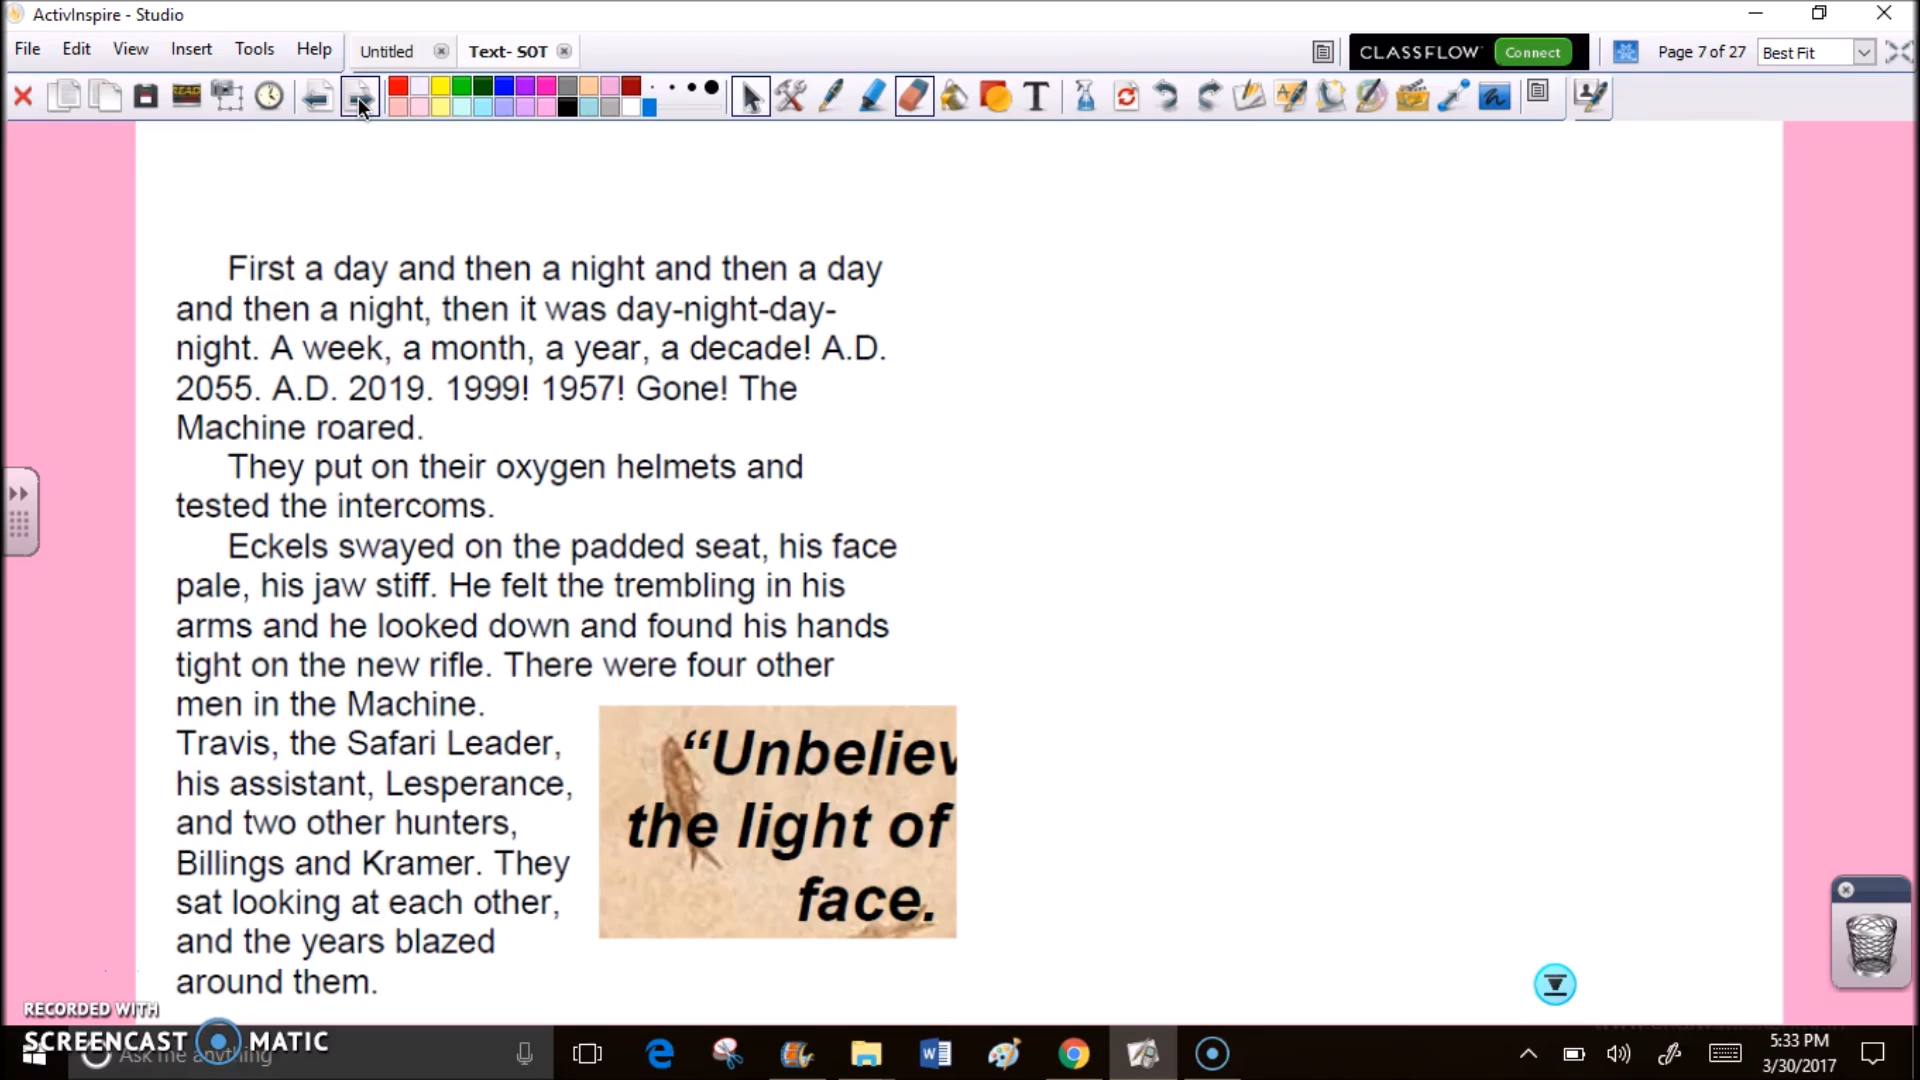 ActivInspire - Studio
File Edit View Insert Tools Help
Untitled
Text- SOT
CLASSFLOW Connect
Page 7 of 27
Best Fit
READ
First a day and then a night and then a day
and then a night, then it was day-night-day-
night. A week, a month, a year, a decade! A.D.
2055. A.D. 2019. 1999! 1957! Gone! The
Machine roared.
They put on their oxygen helmets and
tested the intercoms.
Eckels swayed on the padded seat, his face
pale, his jaw stiff. He felt the trembling in his
arms and he looked down and found his hands
tight on the new rifle. There were four other
men in the Machine.
Travis, the Safari Leader,
his assistant, Lesperance,
and two other hunters,
Billings and Kramer. They
sat looking at each other,
and the years blazed
around them.
“Unbeliev
the light of
face.
RECORDED WITH
SCREENCAST MATIC
Ask me anything
5:33 PM
3/30/2017